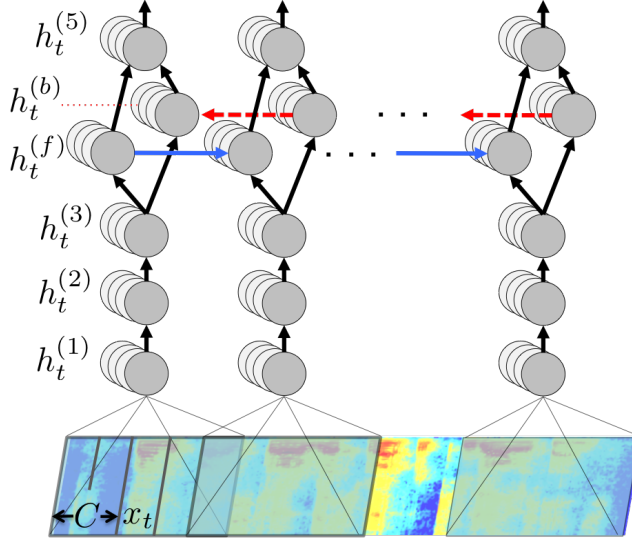 h_t^{(5)}
h_t^{(b)}
. . .
h_t^{(f)}
. . .
h_t^{(3)}
h_t^{(2)}
h_t^{(1)}
C x_t